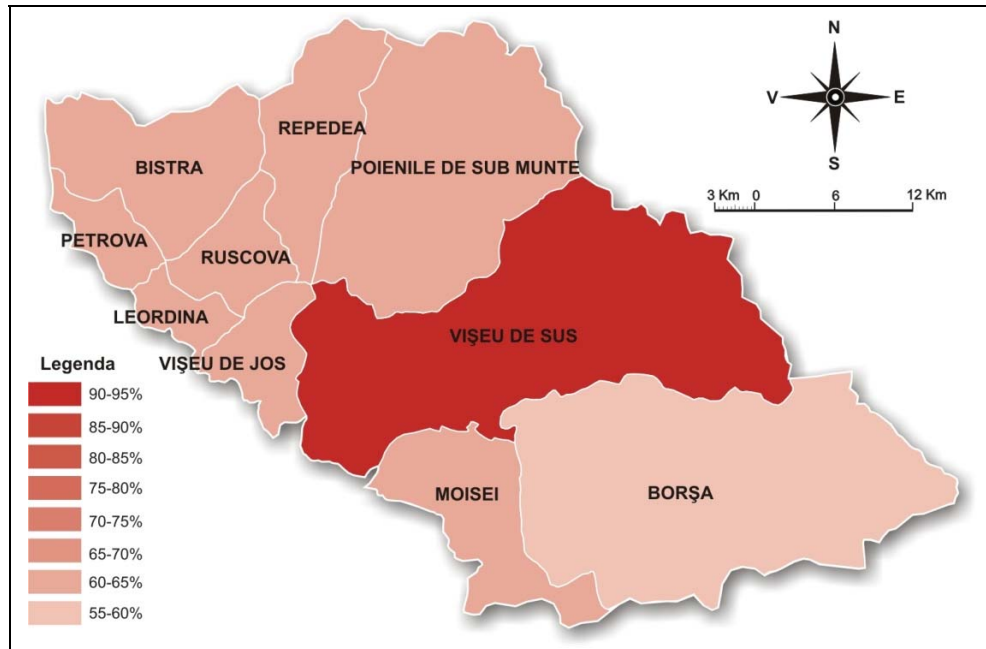 N
V
E
S
3 Km
0
6
12 Km
REPEDEA
BISTRA
POIENILE DE SUB MUNTE
PETROVA
RUSCOVA
LEORDINA
VIŞEU DE SUS
VIŞEU DE JOS
MOISEI
BORŞA
Legenda
90-95%
85-90%
80-85%
75-80%
70-75%
65-70%
60-65%
55-60%